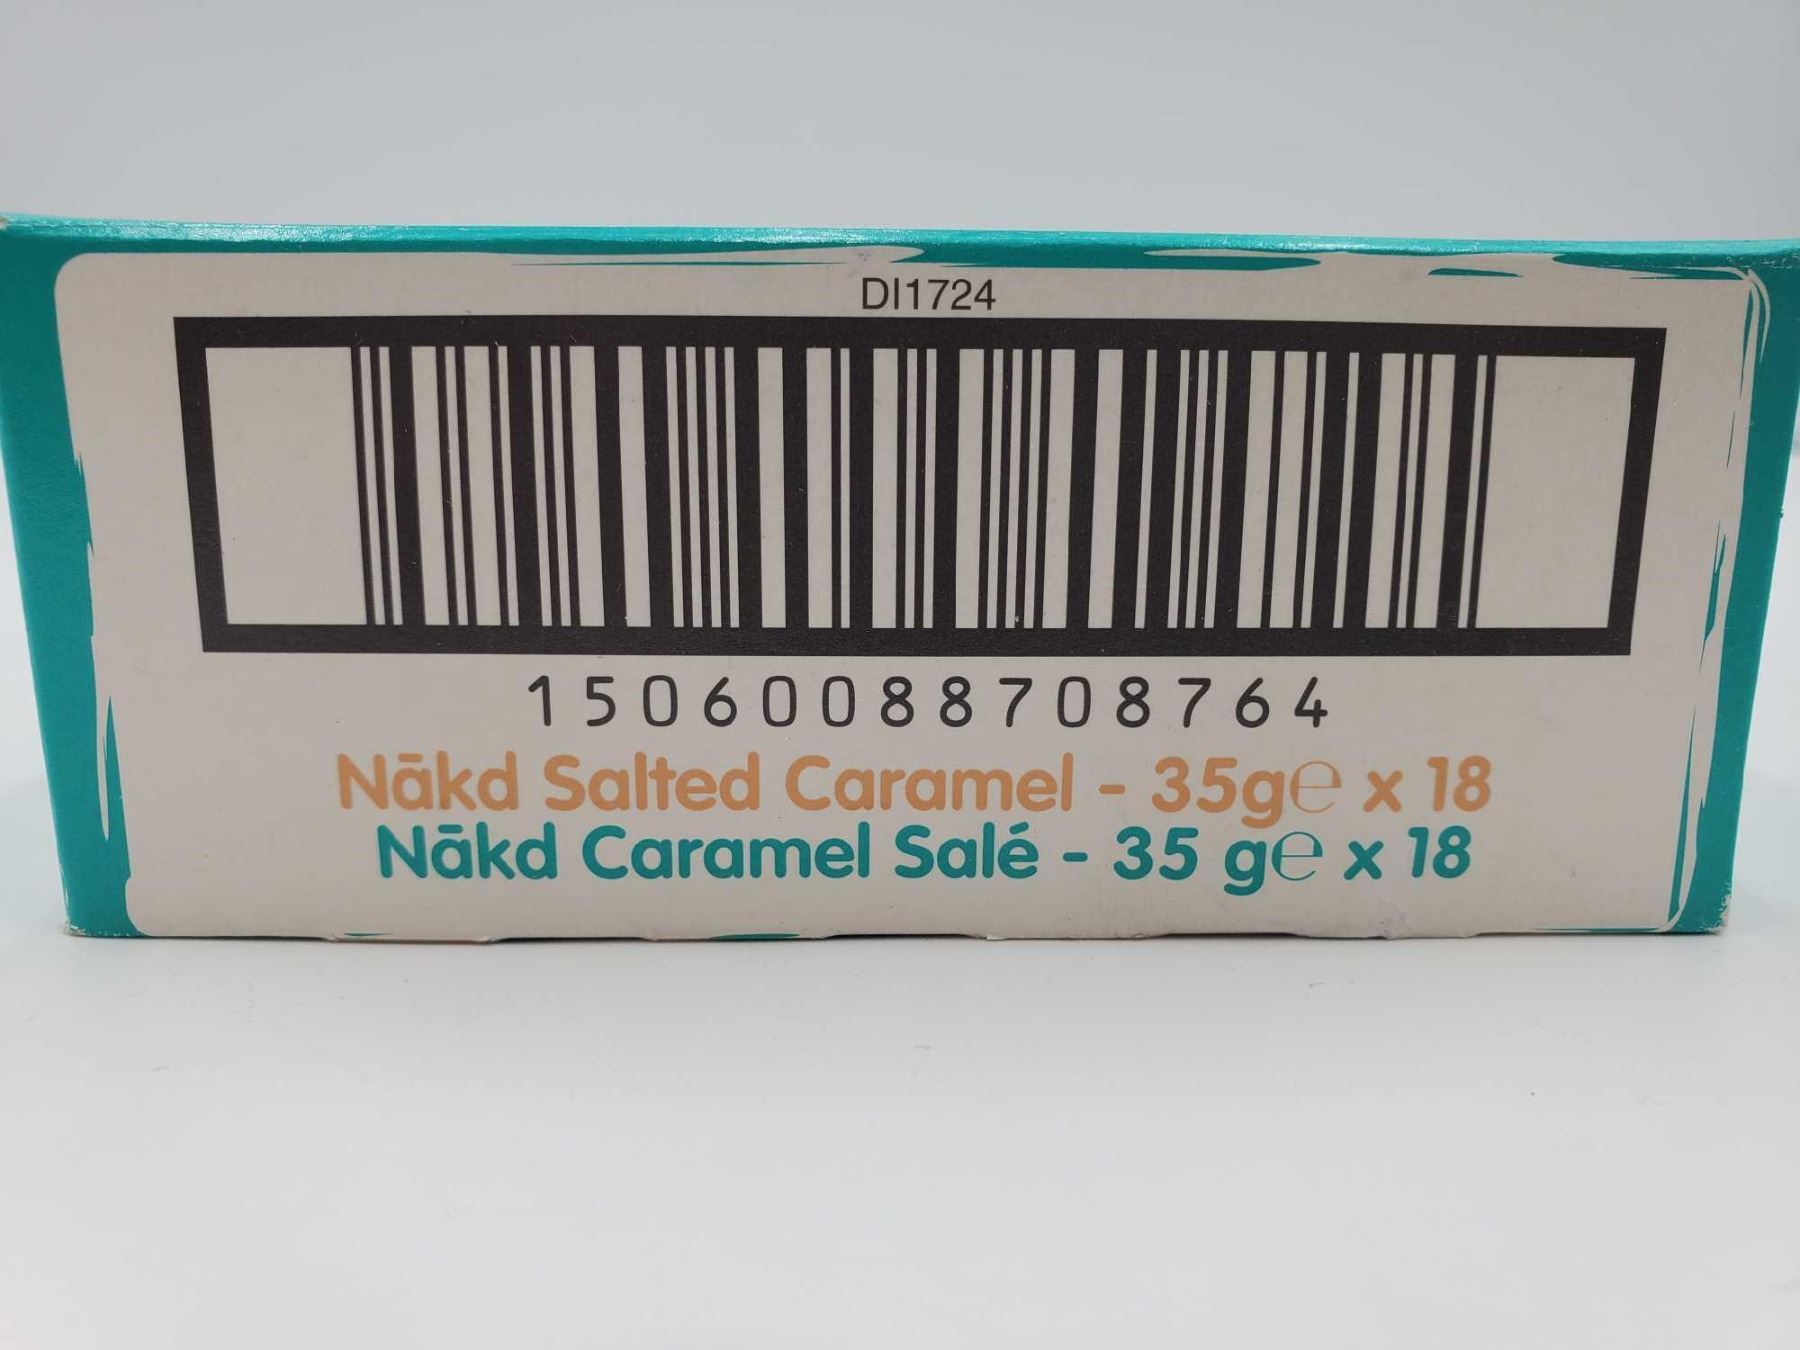 DI1724
15060088708764
Nākd Salted Caramel - 35g℮ x 18
Nākd Caramel Salé - 35 g℮ x 18